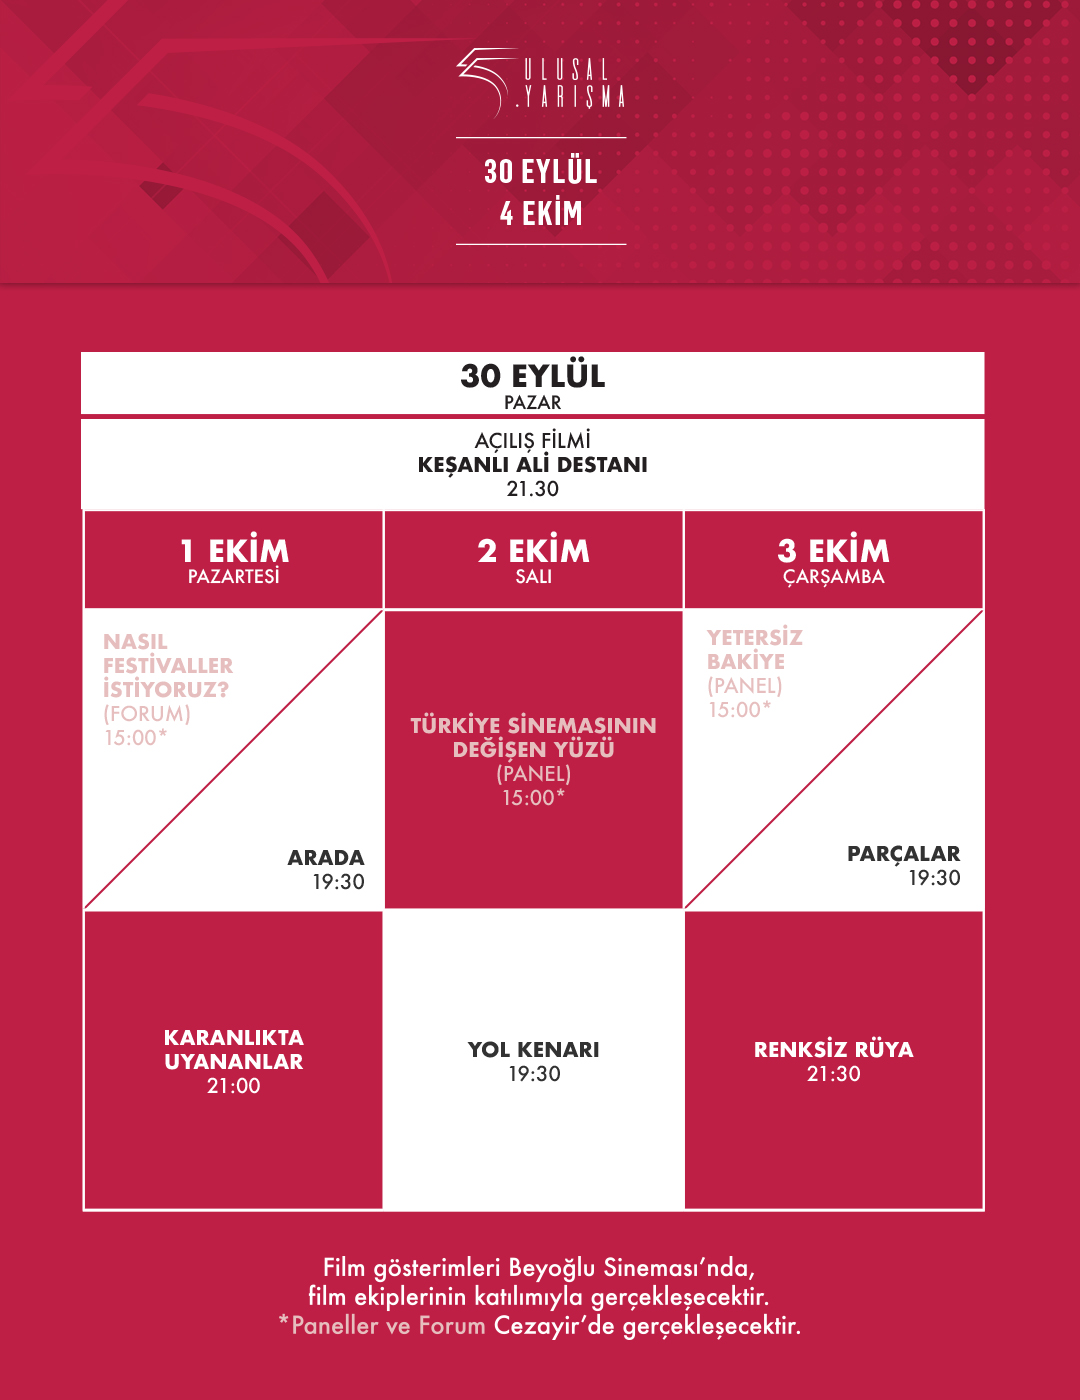 55
ULUSAL
.YARIŞMA
30 EYLÜL
4 EKİM
30 EYLÜL
PAZAR
AÇILIŞ FİLMİ
KEŞANLI ALİ DESTANI
21.30
1 EKİM
PAZARTESİ
2 EKİM
SALI
3 EKİM
ÇARŞAMBA
NASIL
FESTİVALLER
İSTİYORUZ?
(FORUM)
15:00*
ARADA
19:30
TÜRKİYE SİNEMASININ
DEĞİŞEN YÜZÜ
(PANEL)
15:00*
YETERSİZ
BAKİYE
(PANEL)
15:00*
PARÇALAR
19:30
KARANLIKTA
UYANANLAR
21:00
YOL KENARI
19:30
RENKSİZ RÜYA
21:30
Film gösterimleri Beyoğlu Sineması’nda,
film ekiplerinin katılımıyla gerçekleşecektir.
*Paneller ve Forum Cezayir’de gerçekleşecektir.